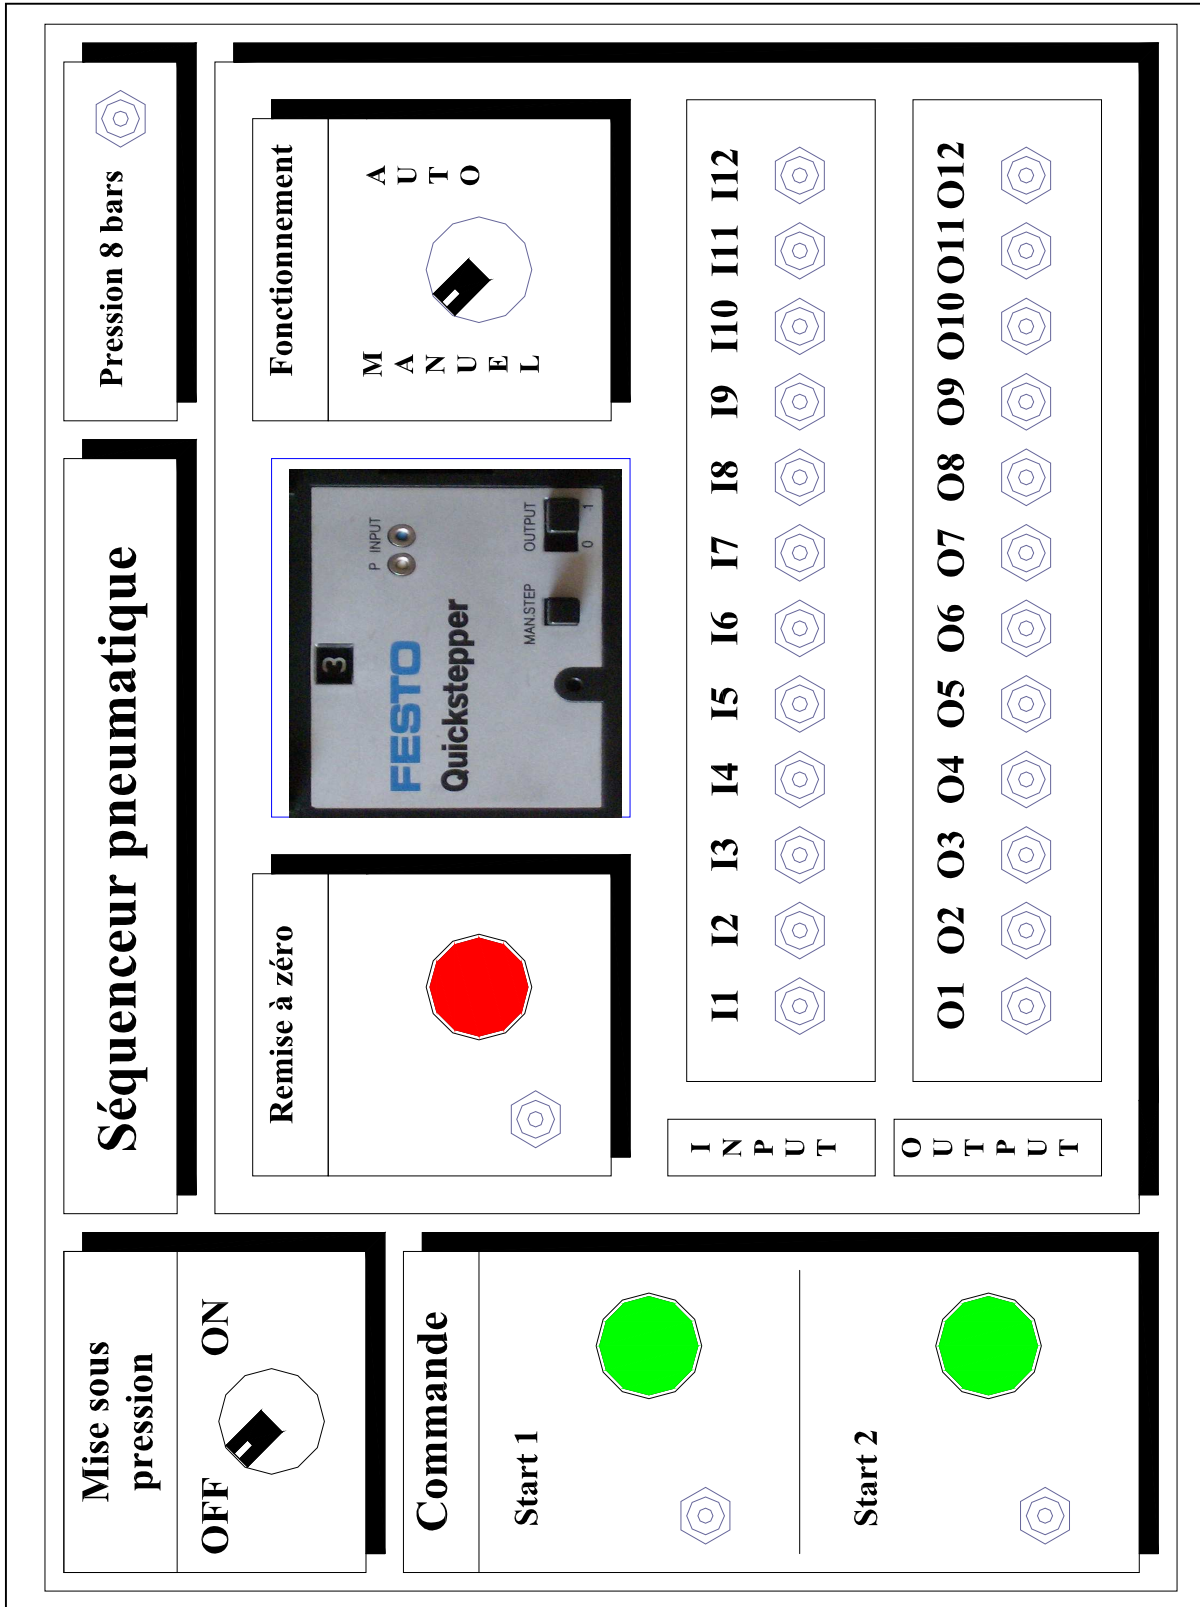 Mise sous
pression
OFF ON
Séquenceur pneumatique
Pression 8 bars
Commande
Start 1
Start 2
Remise à zéro
3
P INPUT
FESTO
Quickstepper
MAN.STEP
OUTPUT
0 1
Fonctionnement
MANUEL
AUTO
INPUT
I1 I2 I3 I4 I5 I6 I7 I8 I9 I10 I11 I12
OUTPUT
O1 O2 O3 O4 O5 O6 O7 O8 O9 O10 O11 O12